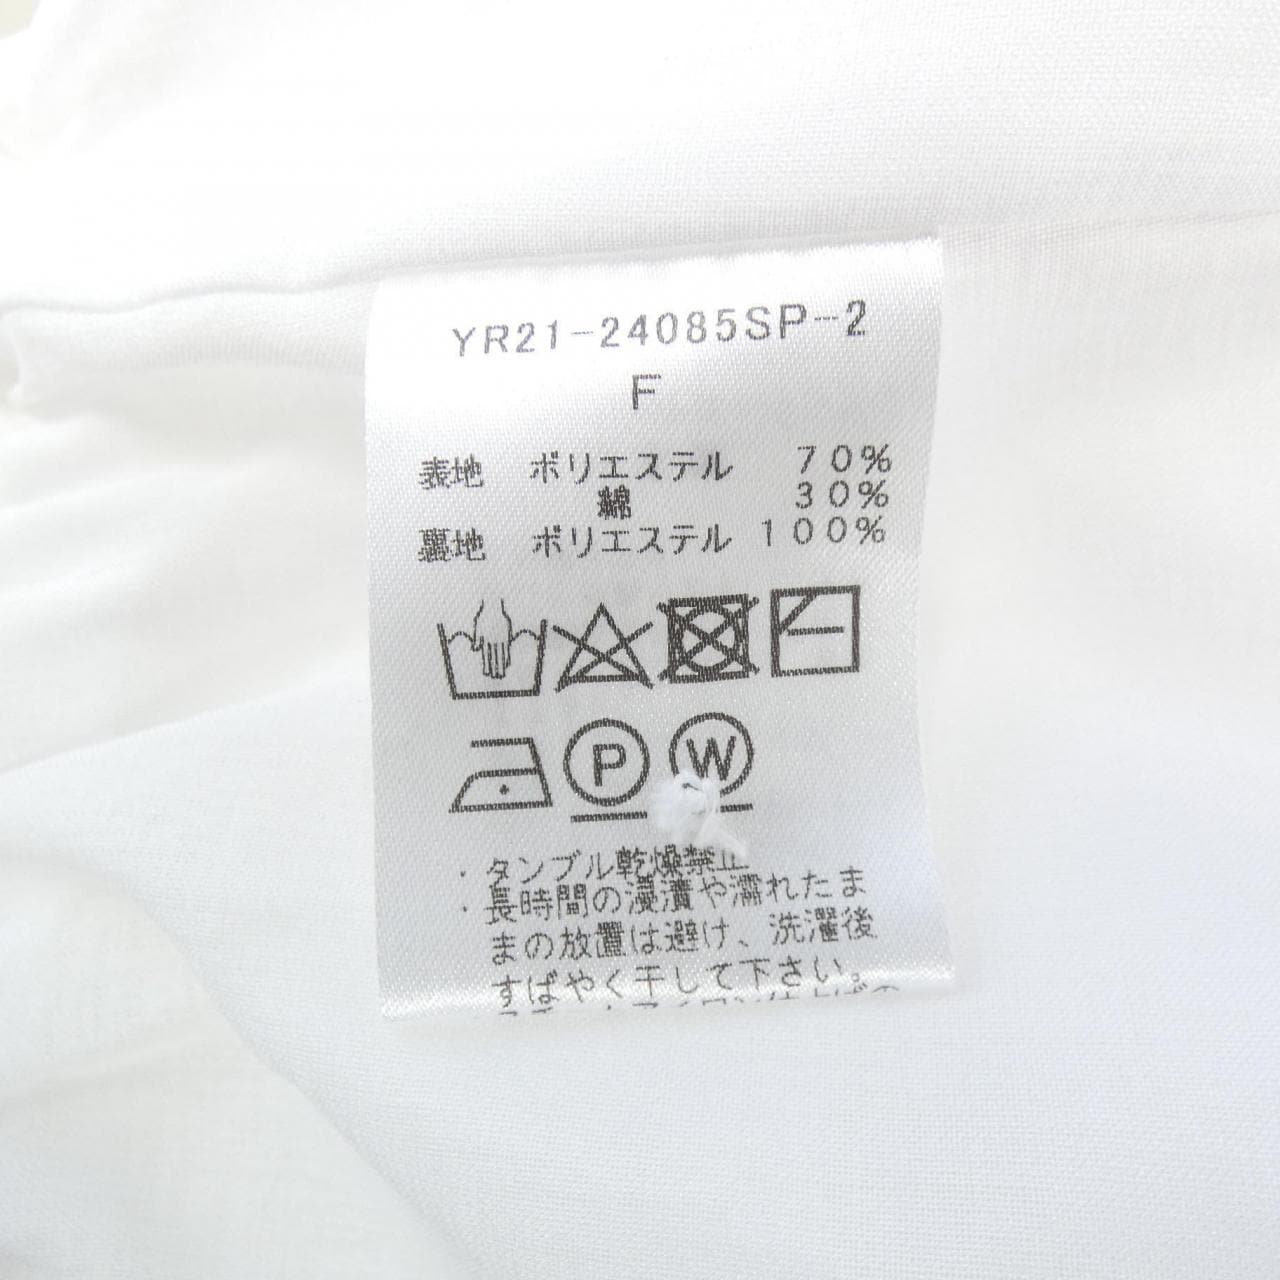 YR21-24085SP-2
F
表地 ポリエステル 70%
綿 30%
裏地 ポリエステル 100%
P W
・タンブル乾燥禁止
・長時間の浸漬や濡れたま
まの放置は避け、洗濯後
すばやく干して下さい。